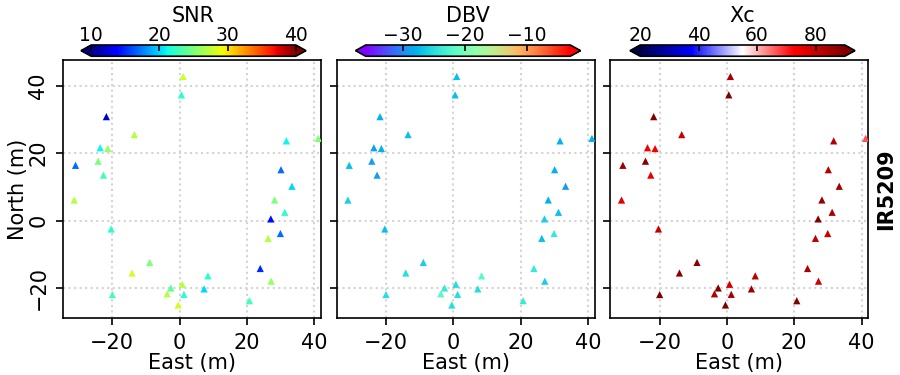 SNR DBV Xc
10 20 30 40 −30 −20 −10 20 40 60 80
40
20
0
−20
North (m)
IR5209
−20 0 20 40 −20 0 20 40 −20 0 20 40
East (m) East (m) East (m)